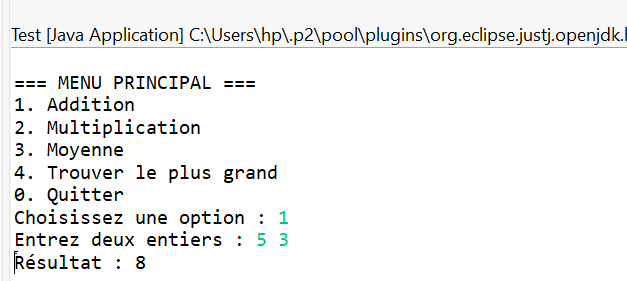 Test [Java Application] C:\Users\hp\.p2\pool\plugins\org.eclipse.justj.openjdk.
=== MENU PRINCIPAL ===
1. Addition
2. Multiplication
3. Moyenne
4. Trouver le plus grand
0. Quitter
Choisissez une option : 1
Entrez deux entiers : 5 3
Résultat : 8